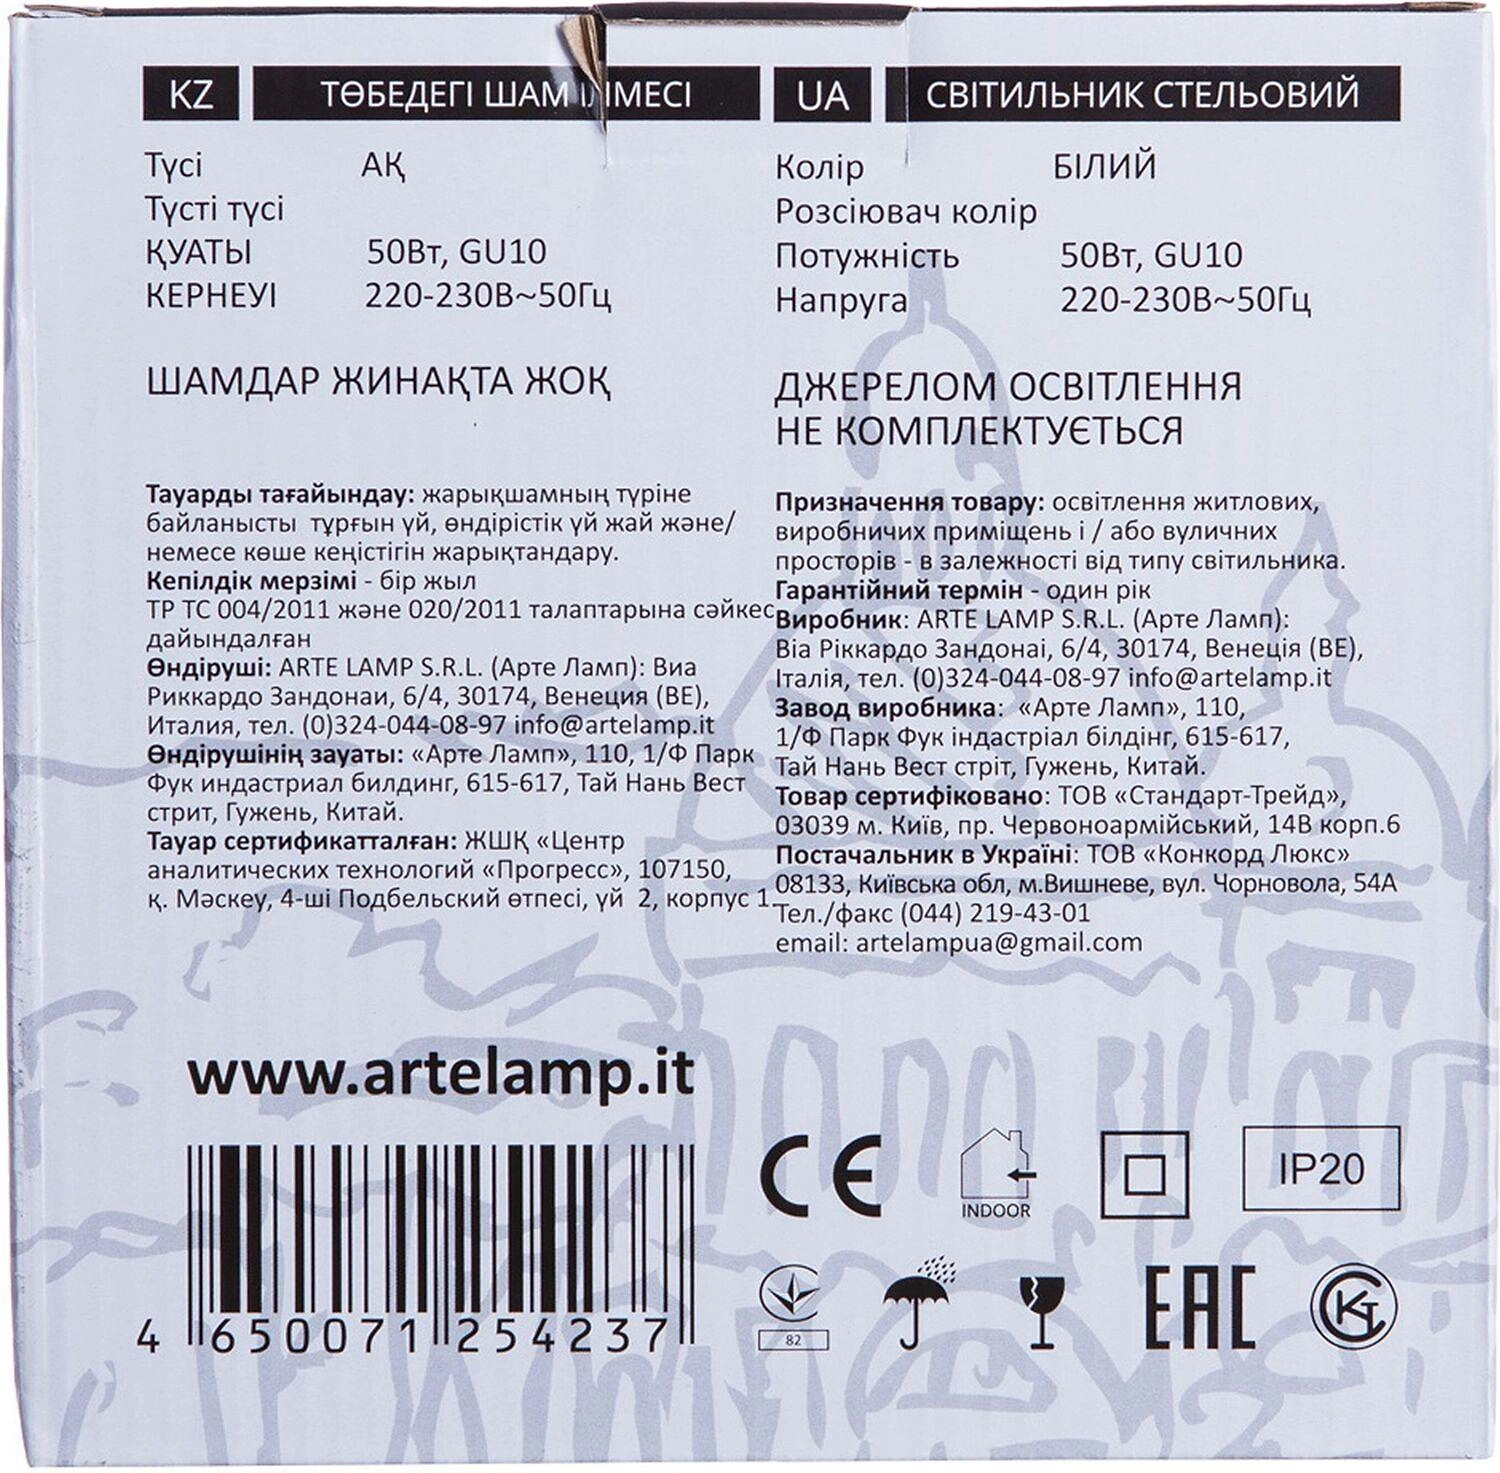 KZ ТӨБЕДЕГІ ШАМ
Түсі АҚ
Түсті түсі
ҚУАТЫ 50Вт, GU10
КЕРНЕУІ 220-230В~50Гц
ШАМДАР ЖИНАҚТА ЖОҚ
Тауарды тағайындау: жарықшамның түріне
байланысты тұрғын үй, өндірістік үй жай және/
немесе көше кеңістігін жарықтандару.
Кепілдік мерзімі - бір жыл
ТР ТС 004/2011 және 020/2011 талаптарына сәйкес
дайындалған
Өндіруші: ARTE LAMP S.R.L. (Арте Ламп): Виа
Риккардо Зандонаи, 6/4, 30174, Венеция (ВЕ),
Италия, тел. (0)324-044-08-97 info@artelamp.it
Өндірушінің зауаты: «Арте Ламп», 110, 1/Ф Парк
Фук индастриал билдинг, 615-617, Тай Нань Вест
стрит, Гужень, Китай.
Тауар сертификатталған: ЖШҚ «Центр
аналитических технологий «Прогресс», 107150,
қ. Мәскеу, 4-ші Подбельский өтпесі, үй 2, корпус 1.
UA СВІТИЛЬНИК СТЕЛЬОВИЙ
Колір БІЛИЙ
Розсіювач колір
Потужність 50Вт, GU10
Напруга 220-230В~50Гц
ДЖЕРЕЛОМ ОСВІТЛЕННЯ
НЕ КОМПЛЕКТУЄТЬСЯ
Призначення товару: освітлення житлових,
виробничих приміщень і / або вуличних
просторів - в залежності від типу світильника.
Гарантійний термін - один рік
Виробник: ARTE LAMP S.R.L. (Арте Ламп):
Віа Ріккардо Зандонаі, 6/4, 30174, Венеція (ВЕ),
Італія, тел. (0)324-044-08-97 info@artelamp.it
Завод виробника: «Арте Ламп», 110,
1/Ф Парк Фук індастріал білдінг, 615-617,
Тай Нань Вест стріт, Гужень, Китай.
Товар сертифіковано: ТОВ «Стандарт-Трейд»,
03039 м. Київ, пр. Червоноармійський, 14В корп.6
Постачальник в Україні: ТОВ «Конкорд Люкс»
08133, Київська обл, м.Вишневе, вул. Чорновола, 54А
Тел./факс (044) 219-43-01
email: artelampua@gmail.com
www.artelamp.it
4 650071 254237
CE
INDOOR
IP20
82
EAC